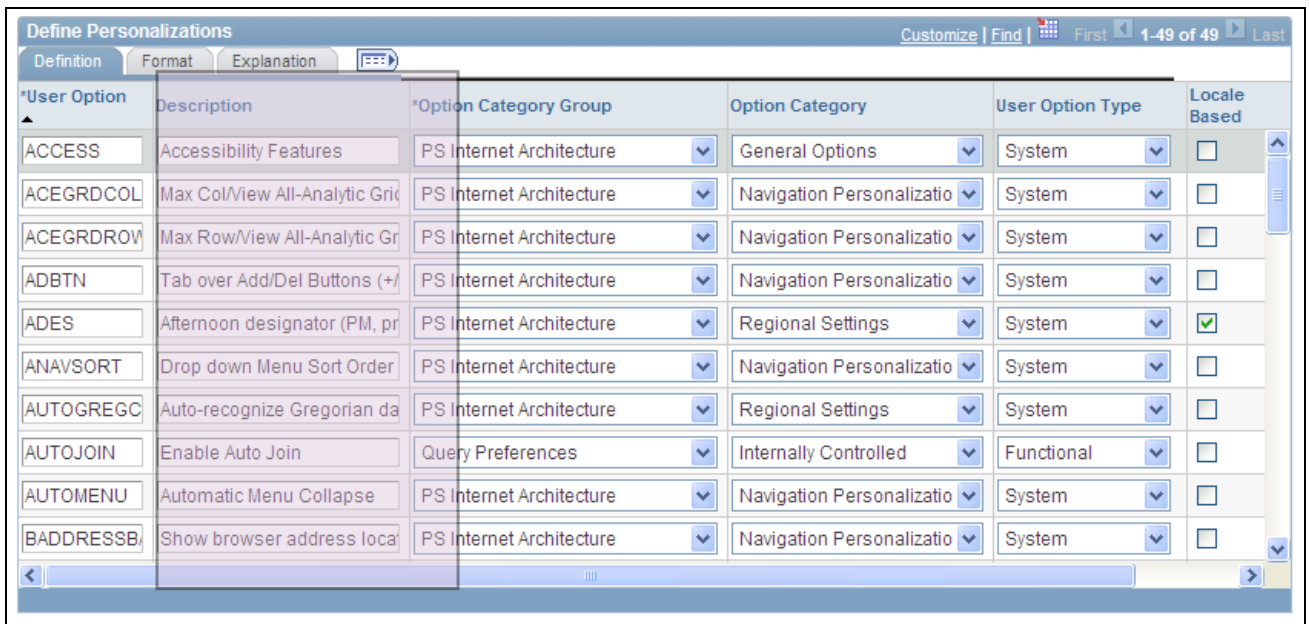 Define Personalizations Customize | Find | First 1-49 of 49 Last
Definition Format Explanation
*User Option Description *Option Category Group Option Category User Option Type Locale Based
ACCESS Accessibility Features PS Internet Architecture General Options System
ACEGRDCOL Max Col/View All-Analytic Grid PS Internet Architecture Navigation Personalizatio System
ACEGRDROW Max Row/View All-Analytic Gr PS Internet Architecture Navigation Personalizatio System
ADBTN Tab over Add/Del Buttons (+/ PS Internet Architecture Navigation Personalizatio System
ADES Afternoon designator (PM, pr PS Internet Architecture Regional Settings System
ANAVSORT Drop down Menu Sort Order PS Internet Architecture Navigation Personalizatio System
AUTOGREGC Auto-recognize Gregorian da PS Internet Architecture Regional Settings System
AUTOJOIN Enable Auto Join Query Preferences Internally Controlled Functional
AUTOMENU Automatic Menu Collapse PS Internet Architecture Navigation Personalizatio System
BADDRESSBA Show browser address locat PS Internet Architecture Navigation Personalizatio System